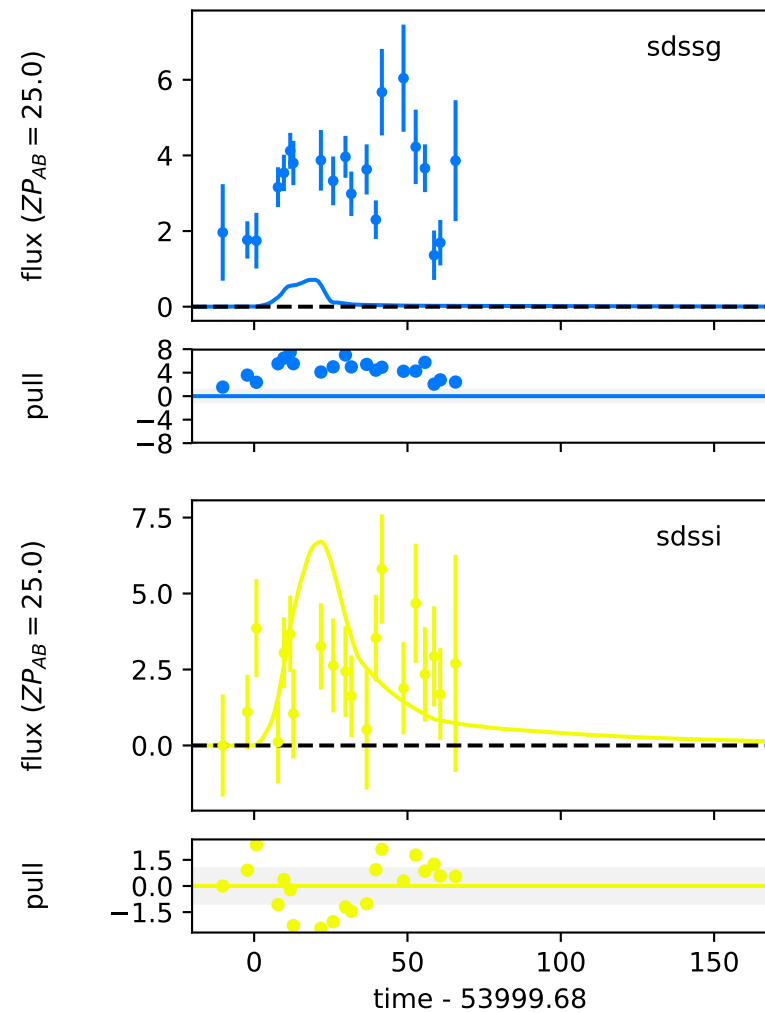 sdssg
flux (ZP_AB = 25.0)
6
4
2
0
pull
8
4
0
−4
−8
sdssi
flux (ZP_AB = 25.0)
7.5
5.0
2.5
0.0
pull
1.5
0.0
−1.5
0 50 100 150
time - 53999.68